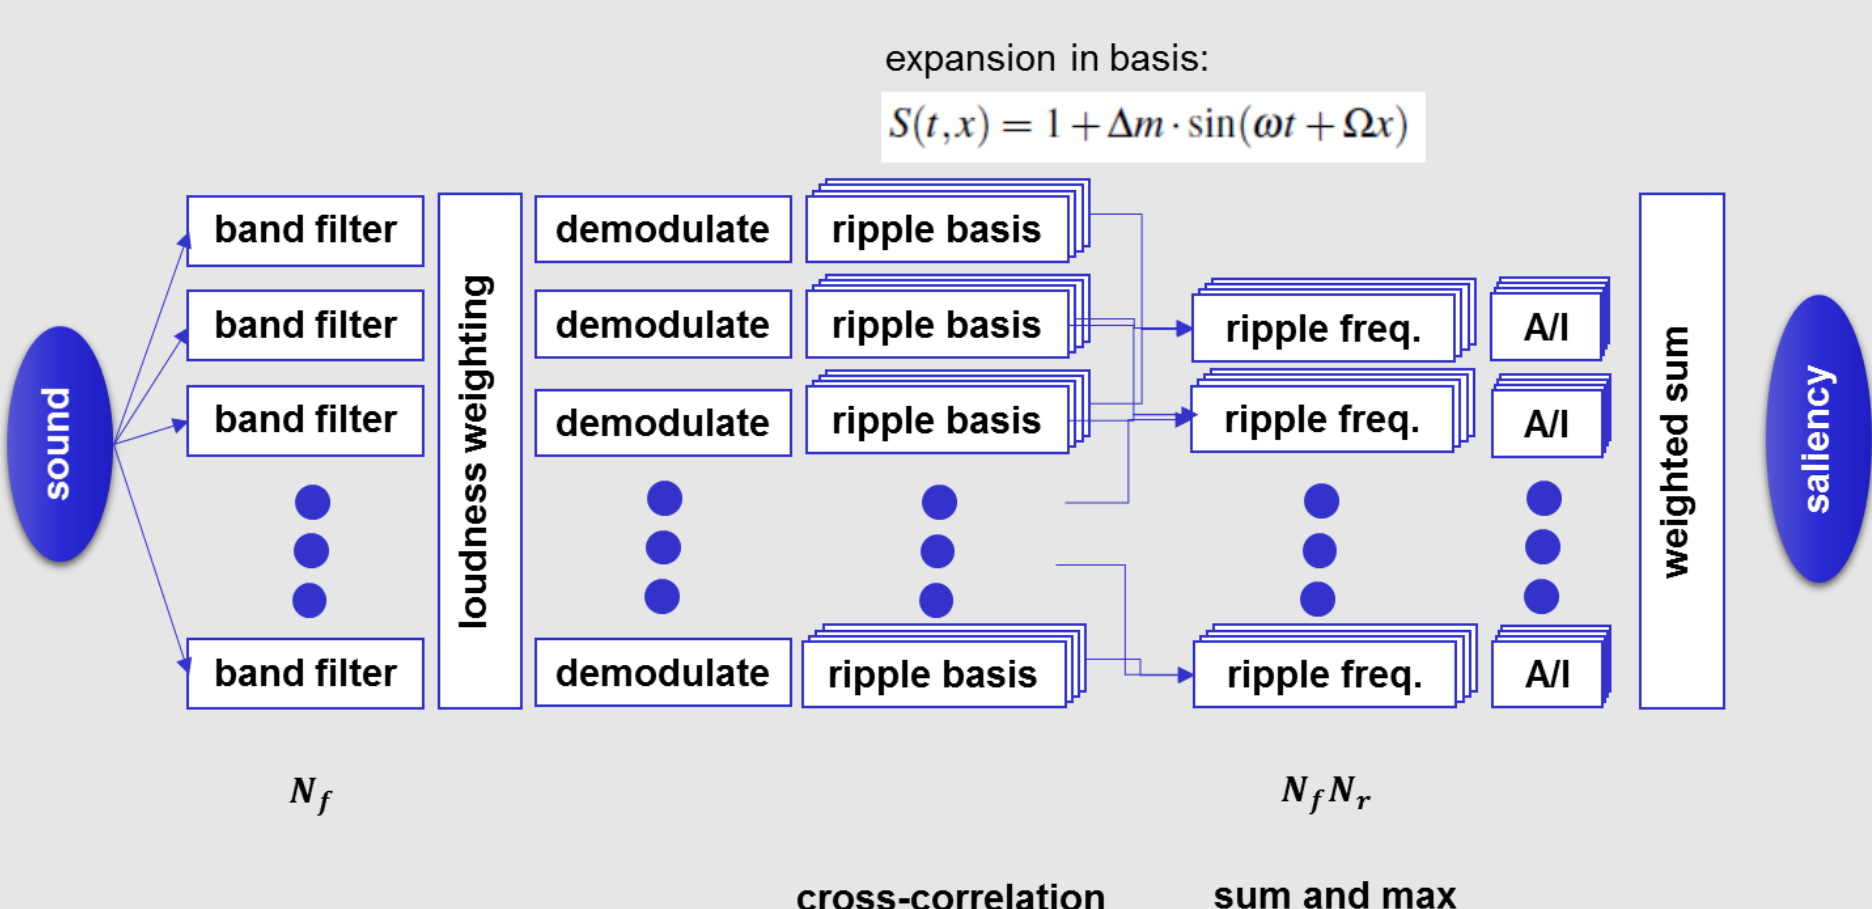 expansion in basis:
S(t,x) = 1 + Δm · sin(ωt + Ωx)
sound
band filter
band filter
band filter
band filter
loudness weighting
demodulate
demodulate
demodulate
demodulate
ripple basis
ripple basis
ripple basis
ripple basis
ripple freq.
ripple freq.
ripple freq.
A/I
A/I
A/I
weighted sum
saliency
N_f
N_f N_r
cross-correlation
sum and max